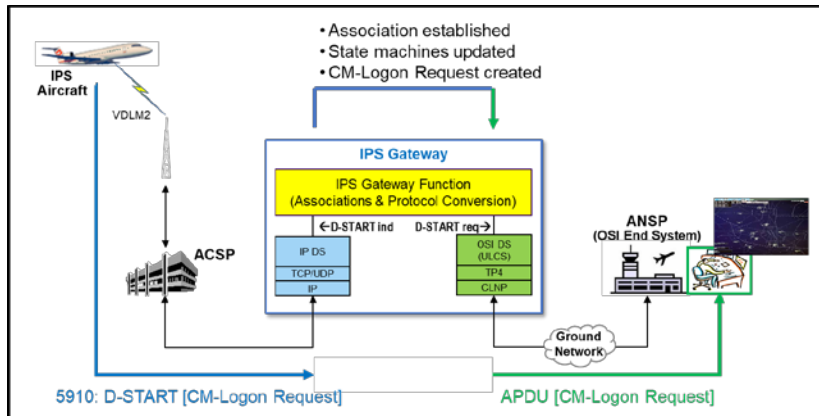 • Association established
• State machines updated
• CM-Logon Request created
IPS
Aircraft
VDLM2
IPS Gateway
IPS Gateway Function
(Associations & Protocol Conversion)
←D-START ind
D-START req→
ANSP
(OSI End System)
ACSP
IP DS
TCP/UDP
IP
OSI DS
(ULCS)
TP4
CLNP
Ground
Network
5910: D-START [CM-Logon Request]
APDU [CM-Logon Request]